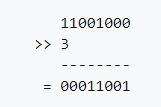 11001000
>> 3
--------
= 00011001